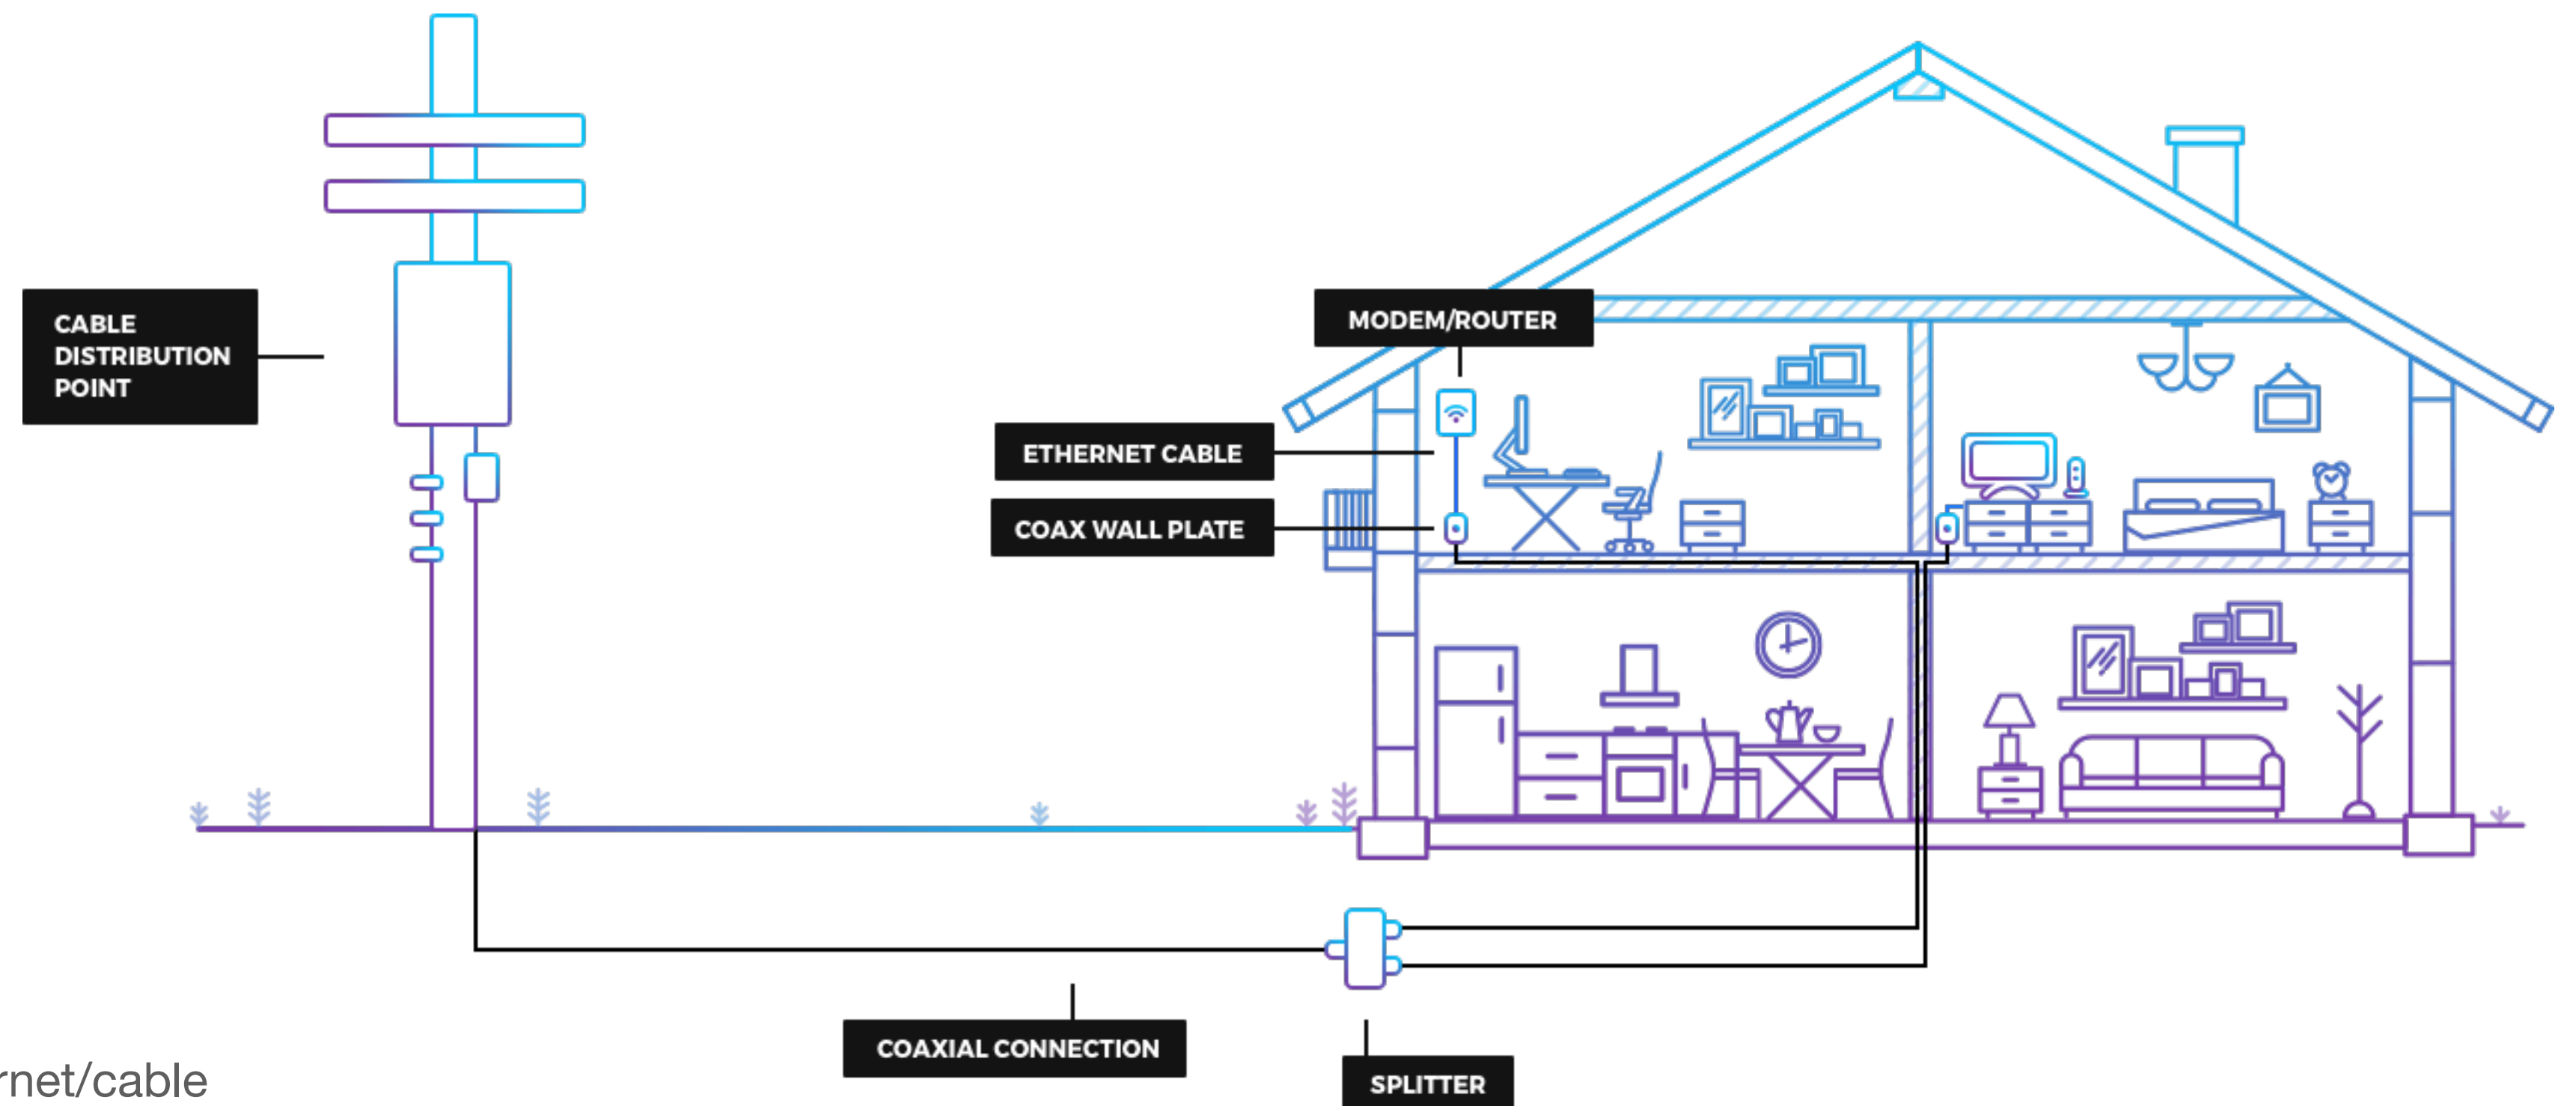 CABLE
DISTRIBUTION
POINT
MODEM/ROUTER
ETHERNET CABLE
COAX WALL PLATE
COAXIAL CONNECTION
SPLITTER
rnet/cable